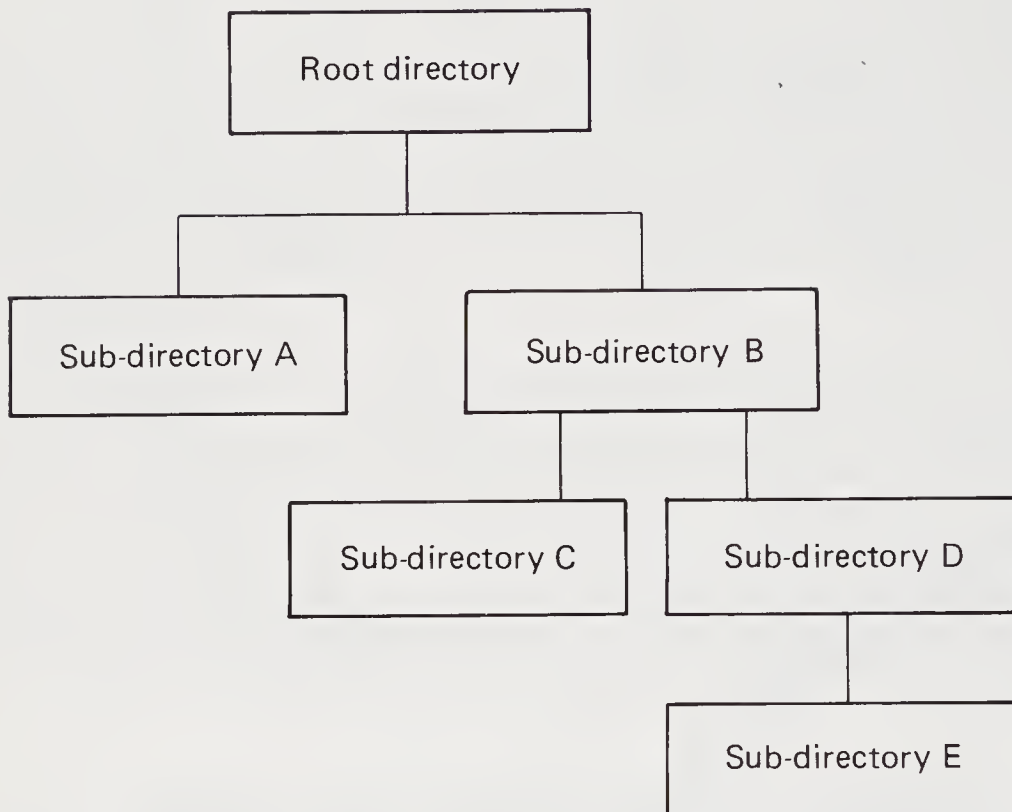 Root directory
Sub-directory A
Sub-directory B
Sub-directory C
Sub-directory D
Sub-directory E